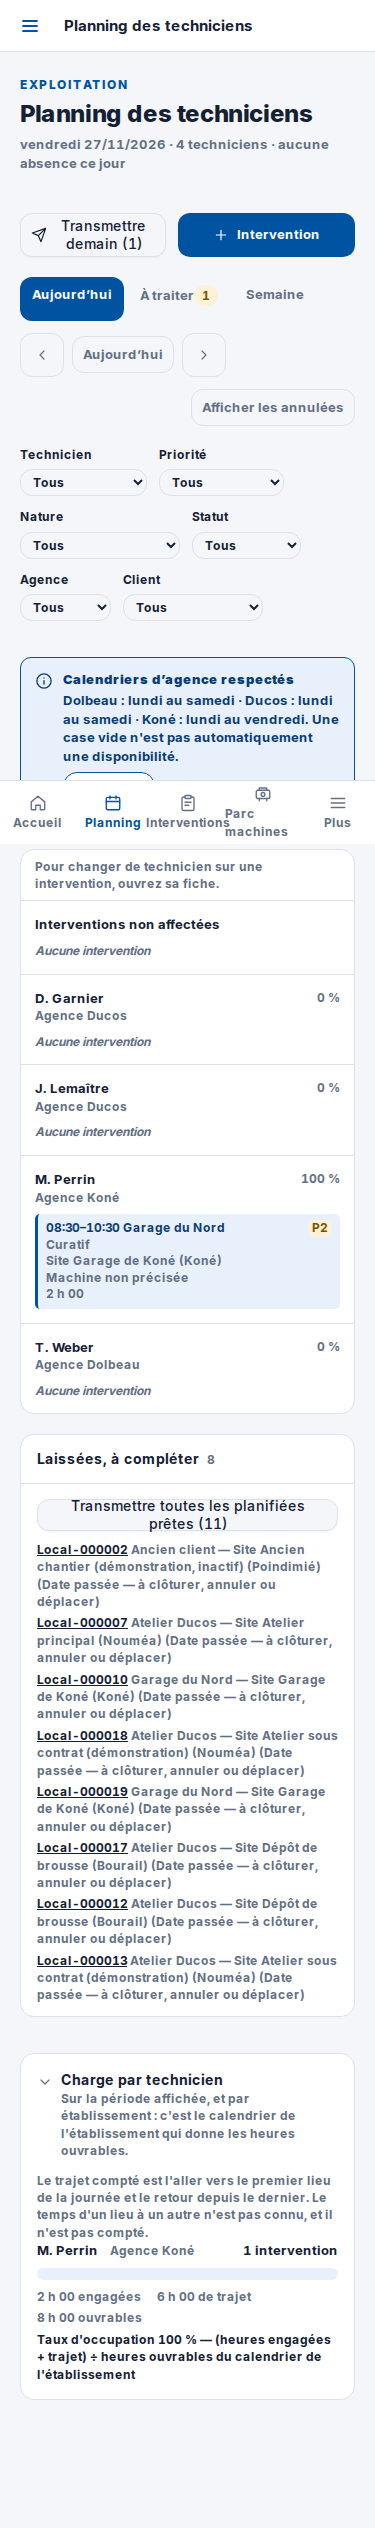 Planning des techniciens
EXPLOITATION
Planning des techniciens
vendredi 27/11/2026 · 4 techniciens · aucune
absence ce jour
Transmettre
demain (1)
Intervention
Aujourd’hui
À traiter 1
Semaine
Aujourd’hui
Afficher les annulées
Technicien
Priorité
Tous
Tous
Nature
Statut
Tous
Tous
Agence
Client
Tous
Tous
Calendriers d’agence respectés
Dolbeau : lundi au samedi · Ducos : lundi
au samedi · Koné : lundi au vendredi. Une
case vide n'est pas automatiquement
une disponibilité.
Accueil
Planning
Interventions
Parc
machines
Plus
Pour changer de technicien sur une
intervention, ouvrez sa fiche.
Interventions non affectées
Aucune intervention
D. Garnier
0 %
Agence Ducos
Aucune intervention
J. Lemaître
0 %
Agence Ducos
Aucune intervention
M. Perrin
100 %
Agence Koné
08:30–10:30 Garage du Nord
P2
Curatif
Site Garage de Koné (Koné)
Machine non précisée
2 h 00
T. Weber
0 %
Agence Dolbeau
Aucune intervention
Laissées, à compléter 8
Transmettre toutes les planifiées
prêtes (11)
Local-000002 Ancien client — Site Ancien
chantier (démonstration, inactif) (Poindimié)
(Date passée — à clôturer, annuler ou
déplacer)
Local-000007 Atelier Ducos — Site Atelier
principal (Nouméa) (Date passée — à clôturer,
annuler ou déplacer)
Local-000010 Garage du Nord — Site Garage
de Koné (Koné) (Date passée — à clôturer,
annuler ou déplacer)
Local-000018 Atelier Ducos — Site Atelier sous
contrat (démonstration) (Nouméa) (Date
passée — à clôturer, annuler ou déplacer)
Local-000019 Garage du Nord — Site Garage
de Koné (Koné) (Date passée — à clôturer,
annuler ou déplacer)
Local-000017 Atelier Ducos — Site Dépôt de
brousse (Bourail) (Date passée — à clôturer,
annuler ou déplacer)
Local-000012 Atelier Ducos — Site Dépôt de
brousse (Bourail) (Date passée — à clôturer,
annuler ou déplacer)
Local-000013 Atelier Ducos — Site Atelier sous
contrat (démonstration) (Nouméa) (Date
passée — à clôturer, annuler ou déplacer)
Charge par technicien
Sur la période affichée, et par
établissement : c'est le calendrier de
l'établissement qui donne les heures
ouvrables.
Le trajet compté est l'aller vers le premier lieu
de la journée et le retour depuis le dernier. Le
temps d'un lieu à un autre n'est pas connu, et il
n'est pas compté.
M. Perrin Agence Koné 1 intervention
2 h 00 engagées 6 h 00 de trajet
8 h 00 ouvrables
Taux d'occupation 100 % — (heures engagées
+ trajet) ÷ heures ouvrables du calendrier de
l'établissement